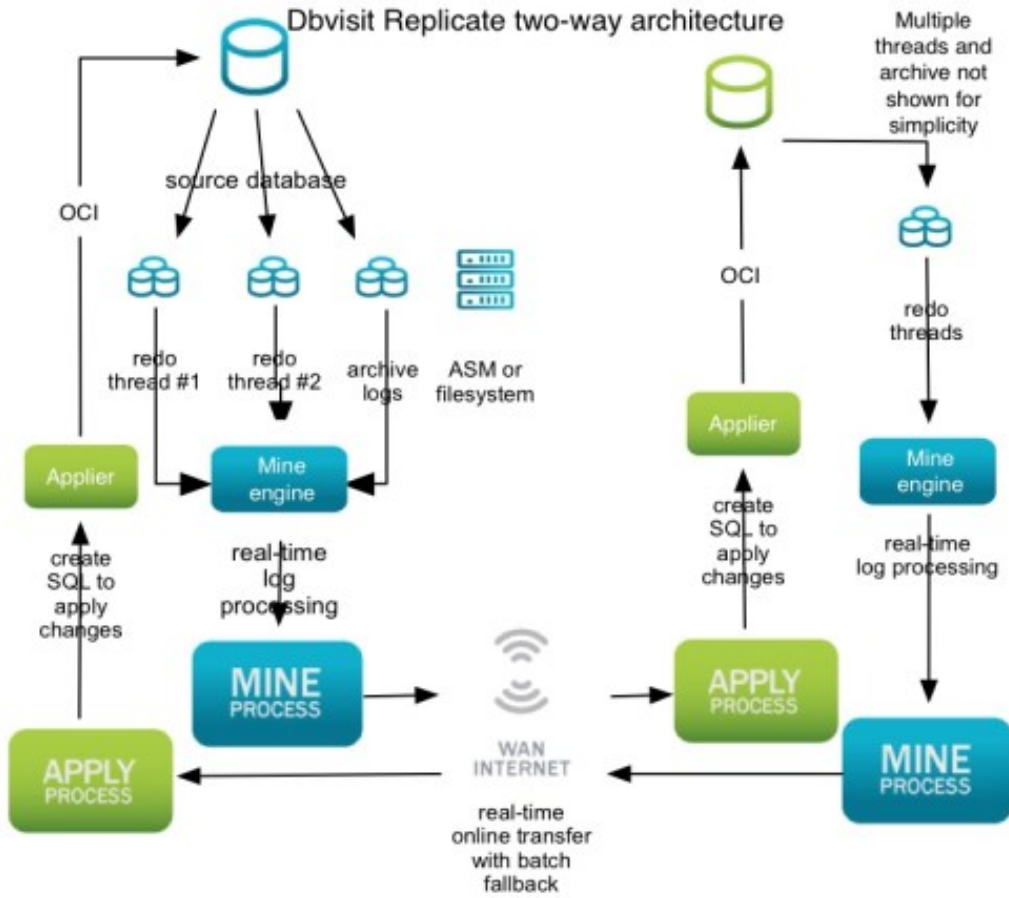 Dbvisit Replicate two-way architecture
Multiple
threads and
archive not
shown for
simplicity
source database
OCI
OCI
redo
thread #1
redo
thread #2
archive
logs
ASM or
filesystem
redo
threads
Applier
Mine
engine
Applier
Mine
engine
create
SQL to
apply
changes
real-time
log
processing
create
SQL to
apply
changes
real-time
log processing
MINE
PROCESS
APPLY
PROCESS
WAN
INTERNET
APPLY
PROCESS
MINE
PROCESS
real-time
online transfer
with batch
fallback